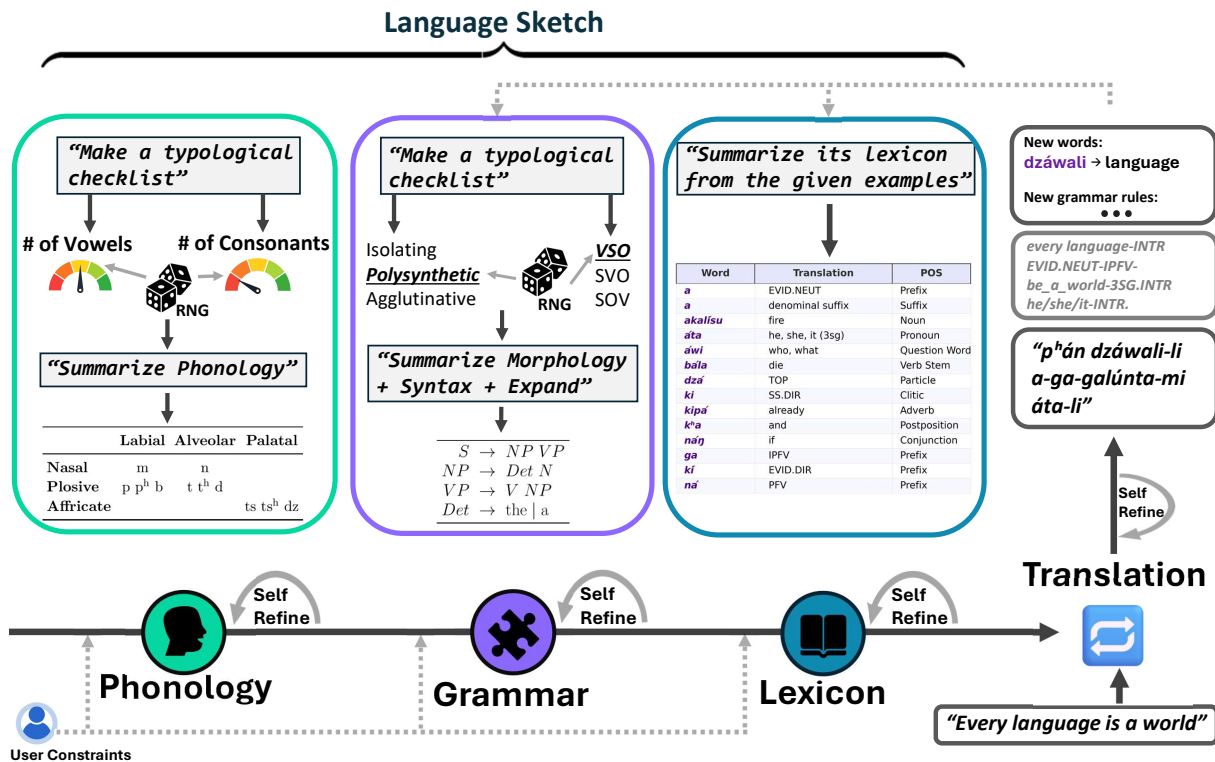 Language Sketch
“Make a typological
checklist”
# of Vowels
# of Consonants
RNG
“Summarize Phonology”
Labial Alveolar Palatal
Nasal m n
Plosive p pʰ b t tʰ d
Affricate ts tsʰ dz
“Make a typological
checklist”
Isolating
Polysynthetic
Agglutinative
RNG
VSO
SVO
SOV
“Summarize Morphology
+ Syntax + Expand”
S → NP VP
NP → Det N
VP → V NP
Det → the | a
“Summarize its lexicon
from the given examples”
Word Translation POS
a EVID.NEUT Prefix
a denominal suffix Suffix
akalísu fire Noun
áta he, she, it (3sg) Pronoun
áwi who, what Question Word
bála die Verb Stem
dzá TOP Particle
ki SS.DIR Clitic
kipá already Adverb
kʰa and Postposition
náŋ if Conjunction
ga IPFV Prefix
kí EVID.DIR Prefix
ná PFV Prefix
New words:
dzáwali → language
New grammar rules:
•••
every language-INTR
EVID.NEUT-IPFV-
be_a_world-3SG.INTR
he/she/it-INTR.
“pʰán dzáwali-li
a-ga-galúnta-mi
áta-li”
Self
Refine
Translation
“Every language is a world”
Self
Refine
Phonology
Self
Refine
Grammar
Self
Refine
Lexicon
User Constraints